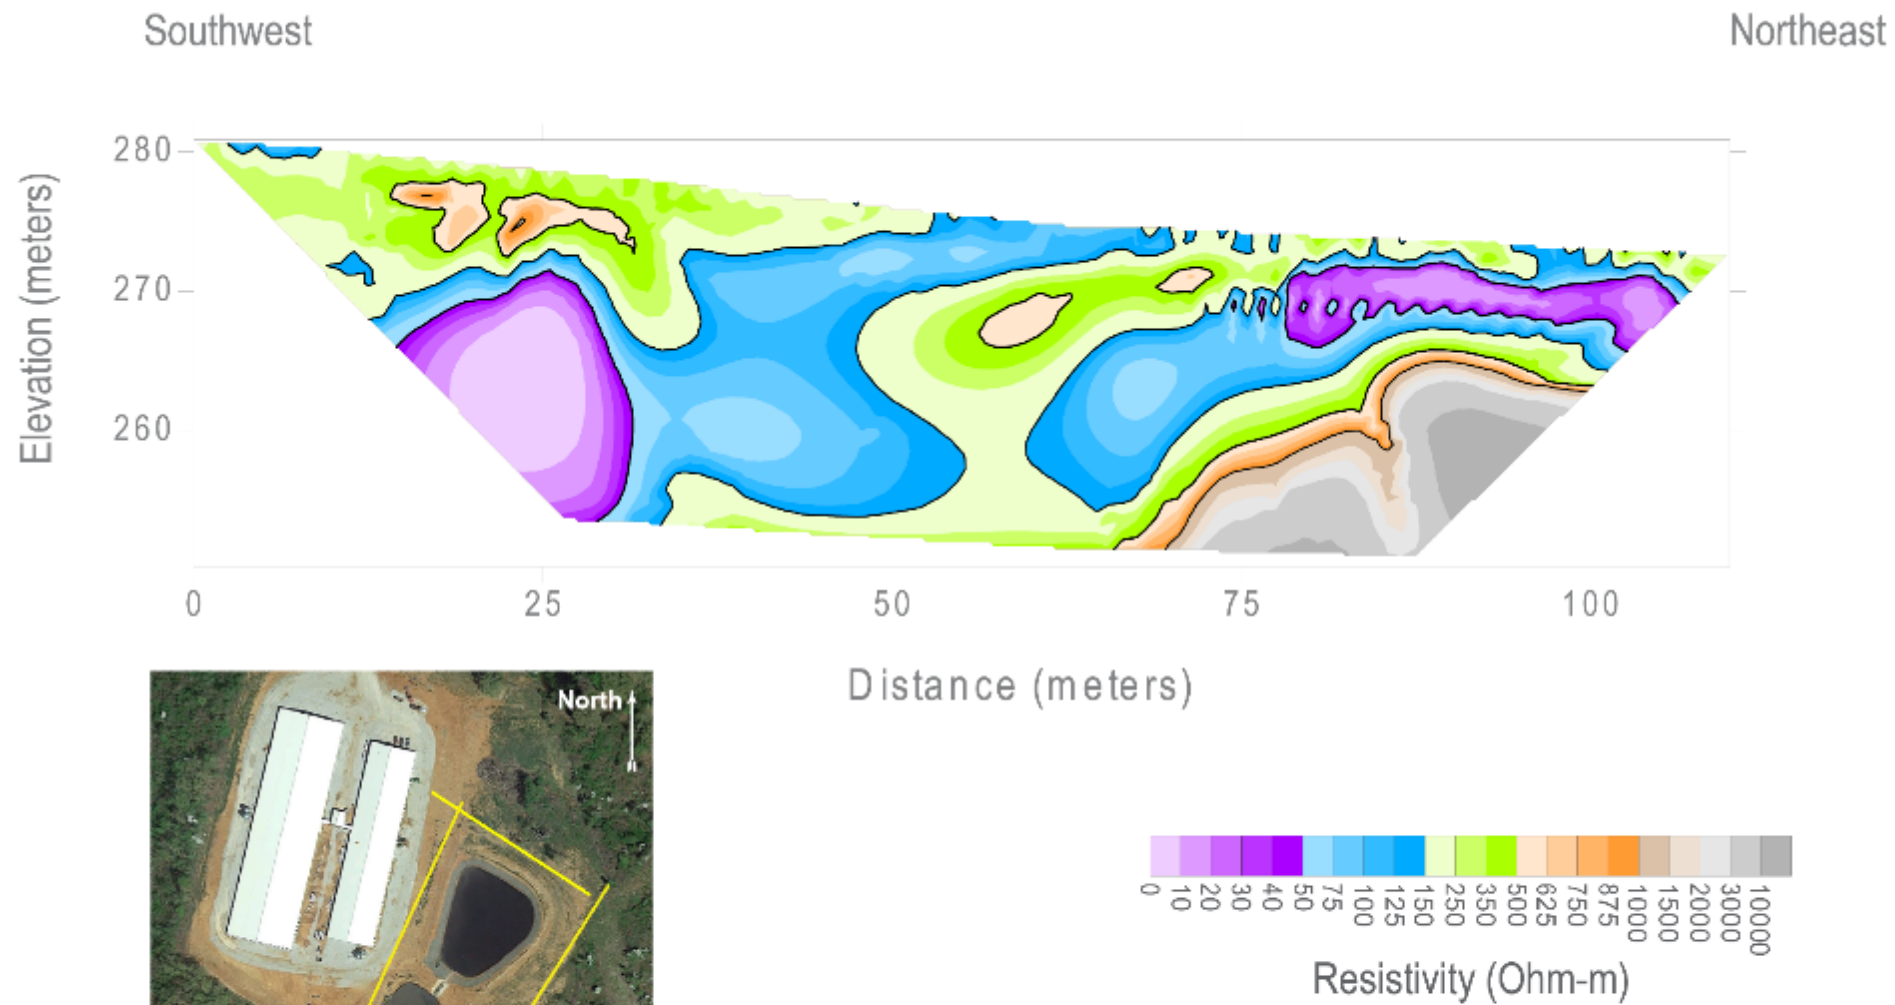 Southwest
Northeast
Elevation (meters)
280
270
260
0 25 50 75 100
Distance (meters)
North
0 10 20 30 40 50 75 100 125 150 250 350 500 625 750 875 1000 1500 2000 3000 10000
Resistivity (Ohm-m)